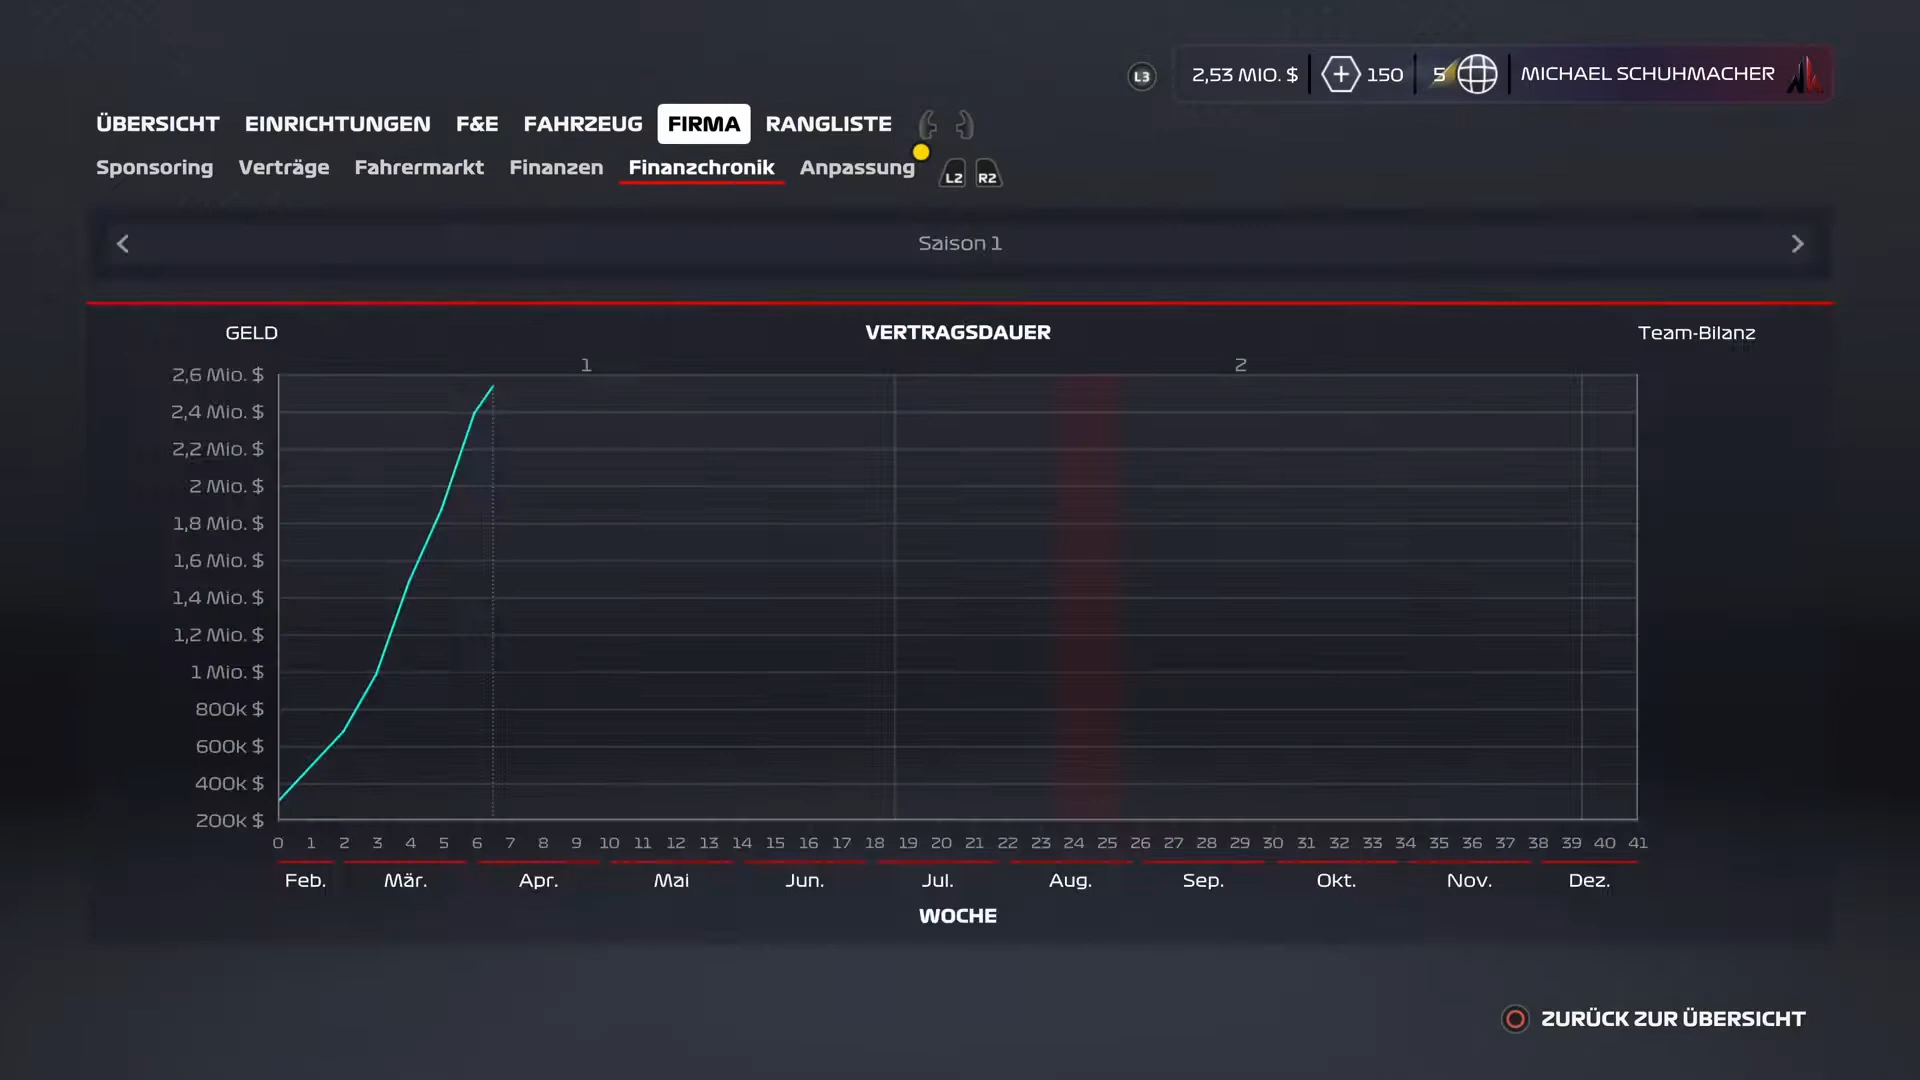 L3 2,53 MIO. $ 150 5 MICHAEL SCHUHMACHER
ÜBERSICHT EINRICHTUNGEN F&E FAHRZEUG FIRMA RANGLISTE
Sponsoring Verträge Fahrermarkt Finanzen Finanzchronik Anpassung L2 R2
Saison 1
GELD VERTRAGSDAUER Team-Bilanz
1 2
2,6 Mio. $
2,4 Mio. $
2,2 Mio. $
2 Mio. $
1,8 Mio. $
1,6 Mio. $
1,4 Mio. $
1,2 Mio. $
1 Mio. $
800k $
600k $
400k $
200k $
0 1 2 3 4 5 6 7 8 9 10 11 12 13 14 15 16 17 18 19 20 21 22 23 24 25 26 27 28 29 30 31 32 33 34 35 36 37 38 39 40 41
Feb. Mär. Apr. Mai Jun. Jul. Aug. Sep. Okt. Nov. Dez.
WOCHE
ZURÜCK ZUR ÜBERSICHT